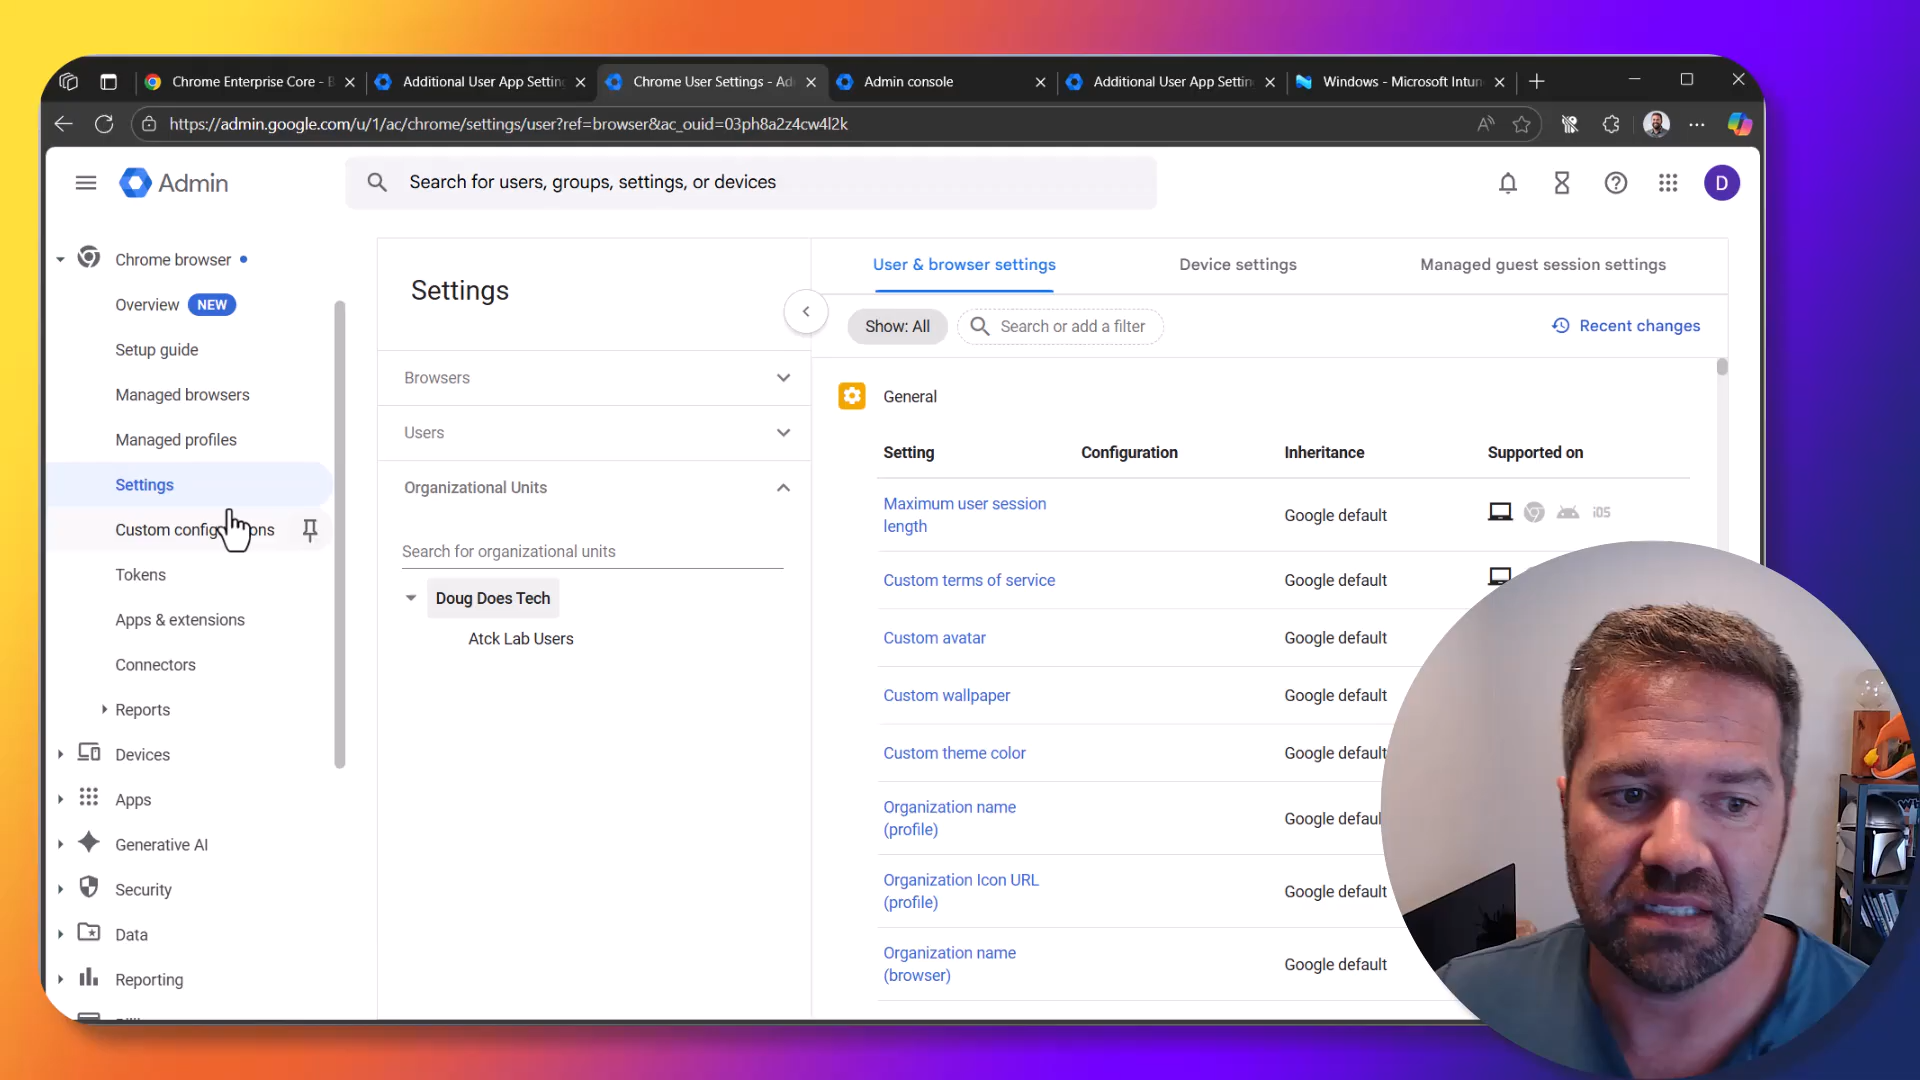 Chrome Enterprise Core - B
Additional User App Settin
Chrome User Settings - Ad
Admin console
Additional User App Settin
Windows - Microsoft Intun
https://admin.google.com/u/1/ac/chrome/settings/user?ref=browser&ac_ouid=03ph8a2z4cw4l2k
Admin
Search for users, groups, settings, or devices
D
Chrome browser
Overview NEW
Setup guide
Managed browsers
Managed profiles
Settings
Tokens
Apps & extensions
Connectors
Reports
Devices
Apps
Generative AI
Security
Data
Reporting
Settings
Browsers
Users
Organizational Units
Search for organizational units
Doug Does Tech
Atck Lab Users
User & browser settings
Device settings
Managed guest session settings
Show: All
Search or add a filter
Recent changes
General
Setting Configuration Inheritance Supported on
Maximum user session
length
Google default
iOS
Custom terms of service
Google default
Custom avatar
Google default
Custom wallpaper
Google default
Custom theme color
Google default
Organization name
(profile)
Google defaul
Organization Icon URL
(profile)
Google default
Organization name
(browser)
Google default